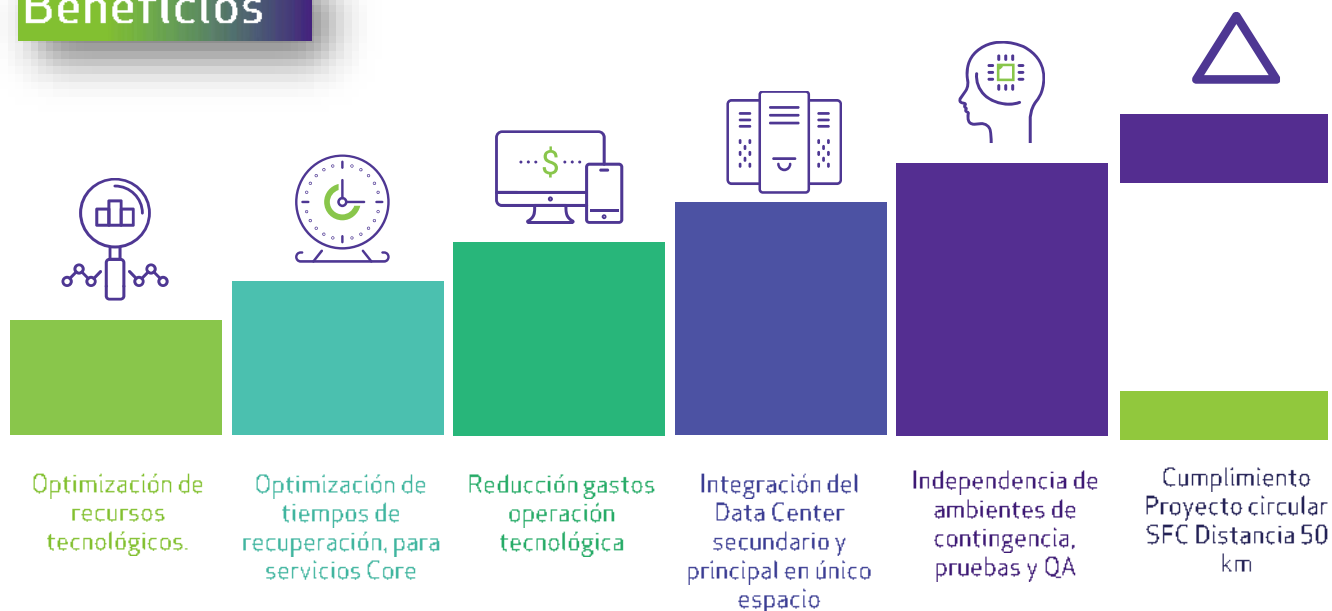 Beneficios
Optimización de
recursos
tecnológicos.
Optimización de
tiempos de
recuperación, para
servicios Core
Reducción gastos
operación
tecnológica
Integración del
Data Center
secundario y
principal en único
espacio
Independencia de
ambientes de
contingencia,
pruebas y QA
Cumplimiento
Proyecto circular
SFC Distancia 50
km
$